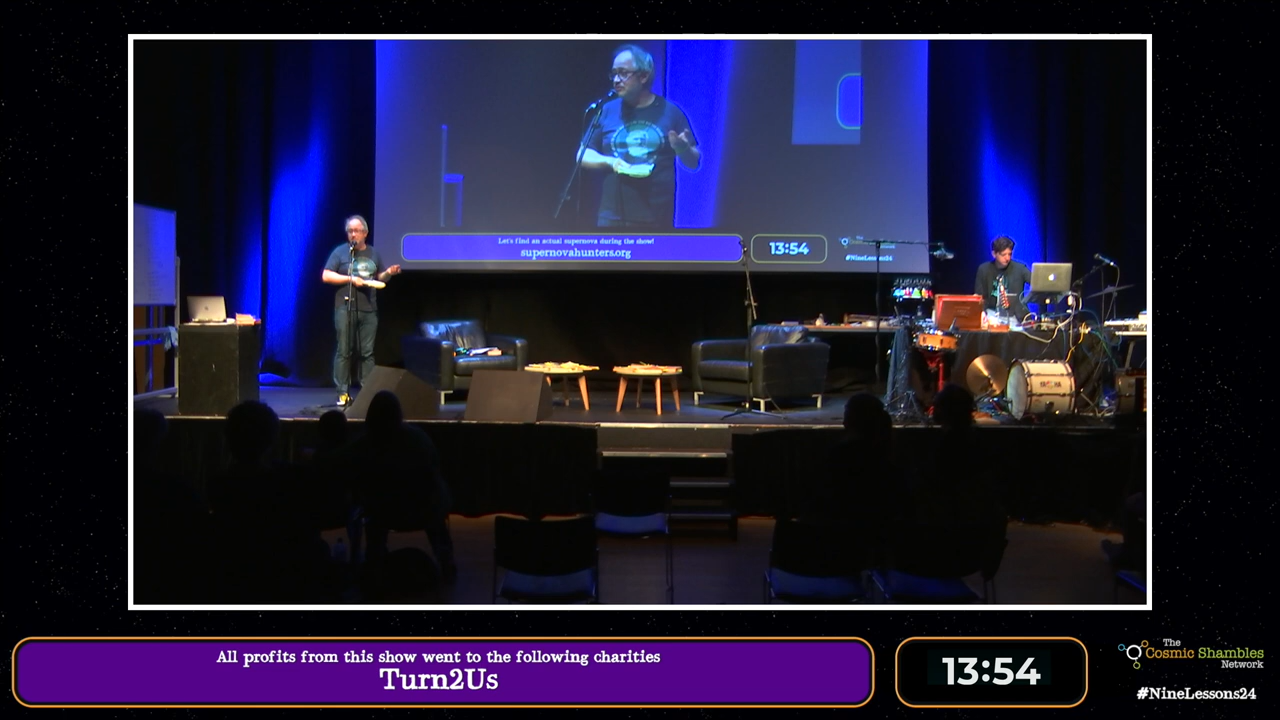 Let's find an actual supernova during the show!
supernovahunters.org
13:54
#NineLessons24
All profits from this show went to the following charities
Turn2Us
13:54
The
Cosmic Shambles
Network
#NineLessons24